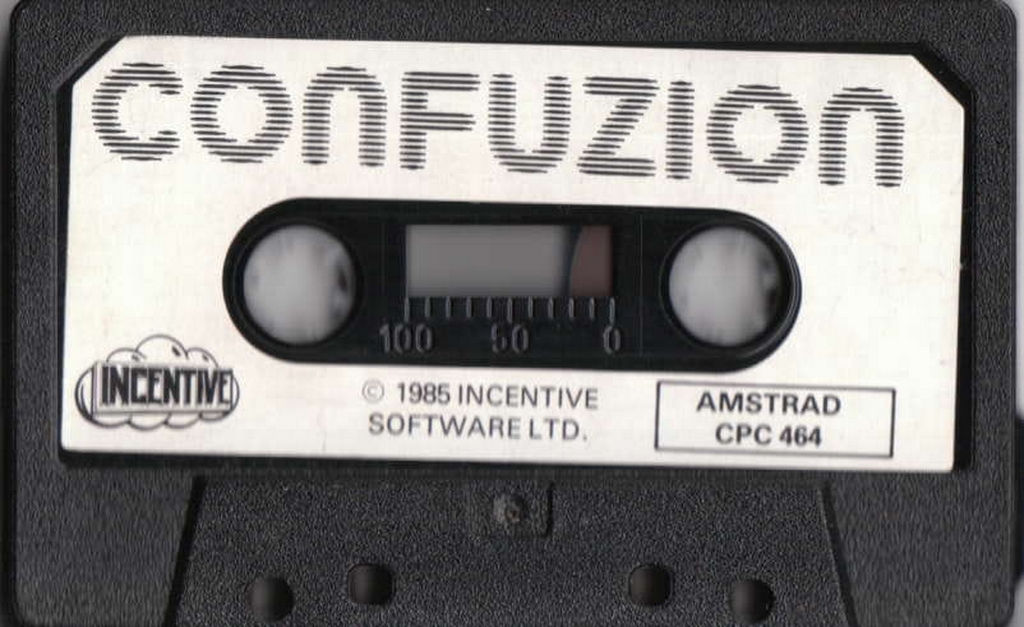 CONFUZION
100 50 0
INCENTIVE
© 1985 INCENTIVE
SOFTWARE LTD.
AMSTRAD
CPC 464